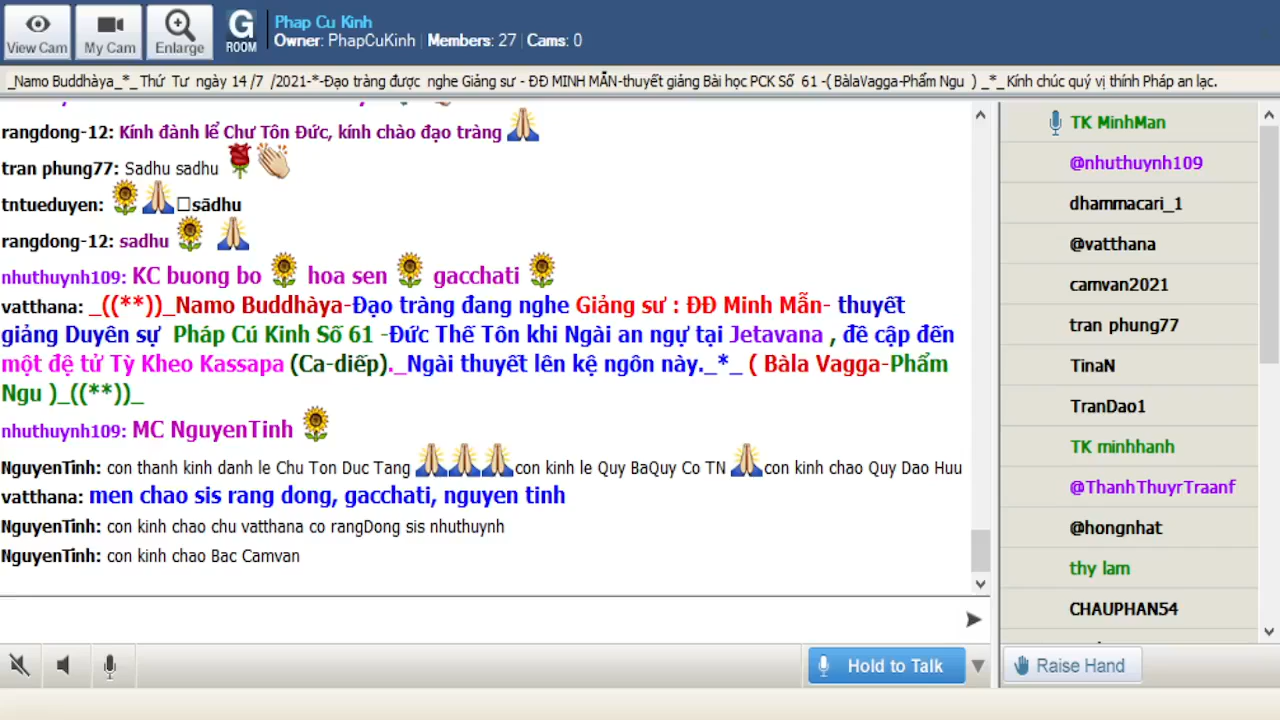 View Cam
My Cam
Enlarge
G
ROOM
Phap Cu Kinh
Owner: PhapCuKinh | Members: 27 | Cams: 0
_Namo Buddhàya_*_Thứ Tư ngày 14 /7 /2021-*-Đạo tràng được nghe Giảng sư - ĐĐ MINH MẪN-thuyết giảng Bài học PCK Số 61 -( BàlaVagga-Phẩm Ngu ) _*_Kính chúc quý vị thính Pháp an lạc.
rangdong-12: Kính đành lể Chư Tôn Đức, kính chào đạo tràng
tran phung77: Sadhu sadhu
tntueduyen: sādhu
rangdong-12: sadhu
nhuthuynh109: KC buong bo hoa sen gacchati
vatthana: _((**))_Namo Buddhàya-Đạo tràng đang nghe Giảng sư : ĐĐ Minh Mẫn- thuyết
giảng Duyên sự Pháp Cú Kinh Số 61 -Đức Thế Tôn khi Ngài an ngự tại Jetavana , đề cập đến
một đệ tử Tỳ Kheo Kassapa (Ca-diếp)._Ngài thuyết lên kệ ngôn này._*_ ( Bàla Vagga-Phẩm
Ngu )_((**))_
nhuthuynh109: MC NguyenTinh
NguyenTinh: con thanh kinh danh le Chu Ton Duc Tang con kinh le Quy BaQuy Co TN con kinh chao Quy Dao Huu
vatthana: men chao sis rang dong, gacchati, nguyen tinh
NguyenTinh: con kinh chao chu vatthana co rangDong sis nhuthuynh
NguyenTinh: con kinh chao Bac Camvan
TK MinhMan
@nhuthuynh109
dhammacari_1
@vatthana
camvan2021
tran phung77
TinaN
TranDao1
TK minhhanh
@ThanhThuyrTraanf
@hongnhat
thy lam
CHAUPHAN54
Hold to Talk
Raise Hand